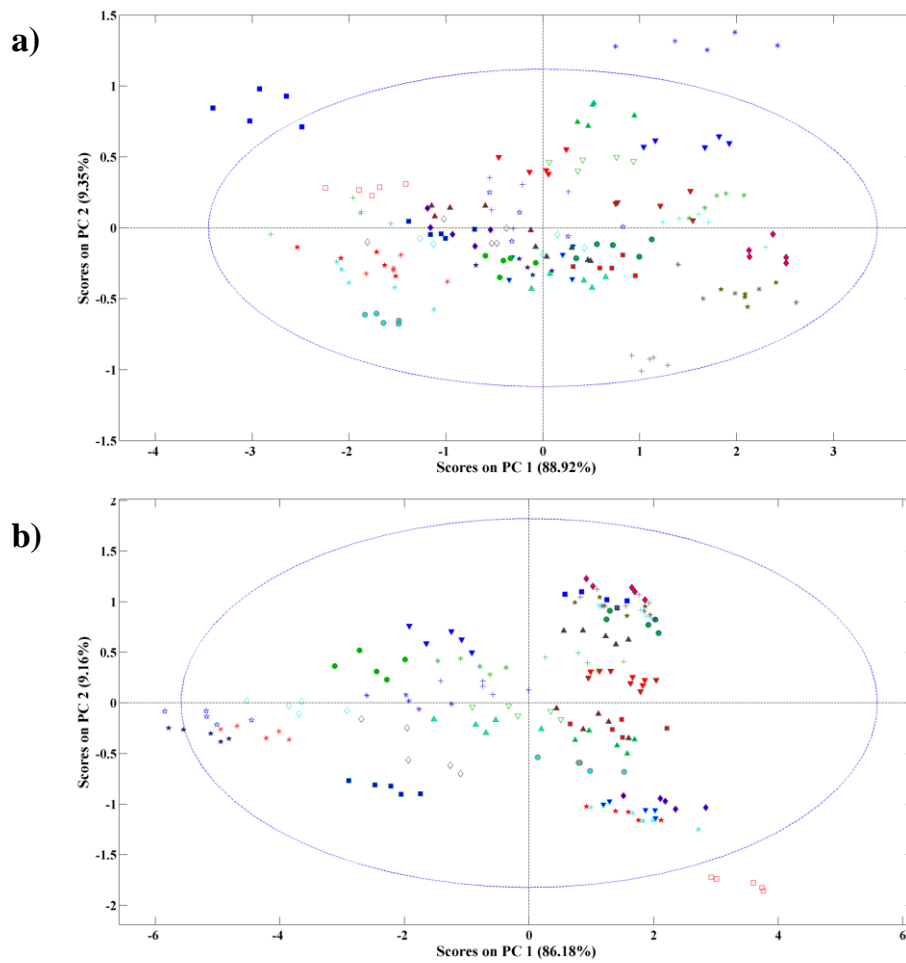 a)
1.5
1
0.5
0
-0.5
-1
-1.5
Scores on PC 2 (9.35%)
-4 -3 -2 -1 0 1 2 3
Scores on PC 1 (88.92%)
b)
2
1.5
1
0.5
0
-0.5
-1
-1.5
-2
Scores on PC 2 (9.16%)
-6 -4 -2 0 2 4 6
Scores on PC 1 (86.18%)